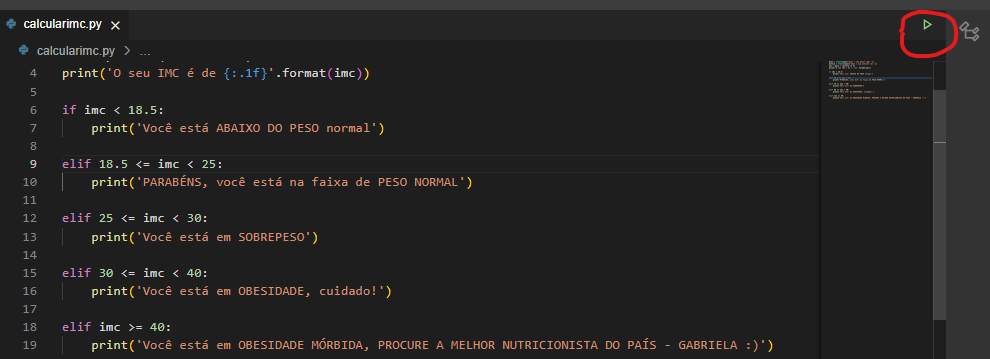 calcularimc.py
calcularimc.py > ...
4 print('O seu IMC é de {:.1f}'.format(imc))
5
6 if imc < 18.5:
7 print('Você está ABAIXO DO PESO normal')
8
9 elif 18.5 <= imc < 25:
10 print('PARABÉNS, você está na faixa de PESO NORMAL')
11
12 elif 25 <= imc < 30:
13 print('Você está em SOBREPESO')
14
15 elif 30 <= imc < 40:
16 print('Você está em OBESIDADE, cuidado!')
17
18 elif imc >= 40:
19 print('Você está em OBESIDADE MÓRBIDA, PROCURE A MELHOR NUTRICIONISTA DO PAÍS - GABRIELA :)')